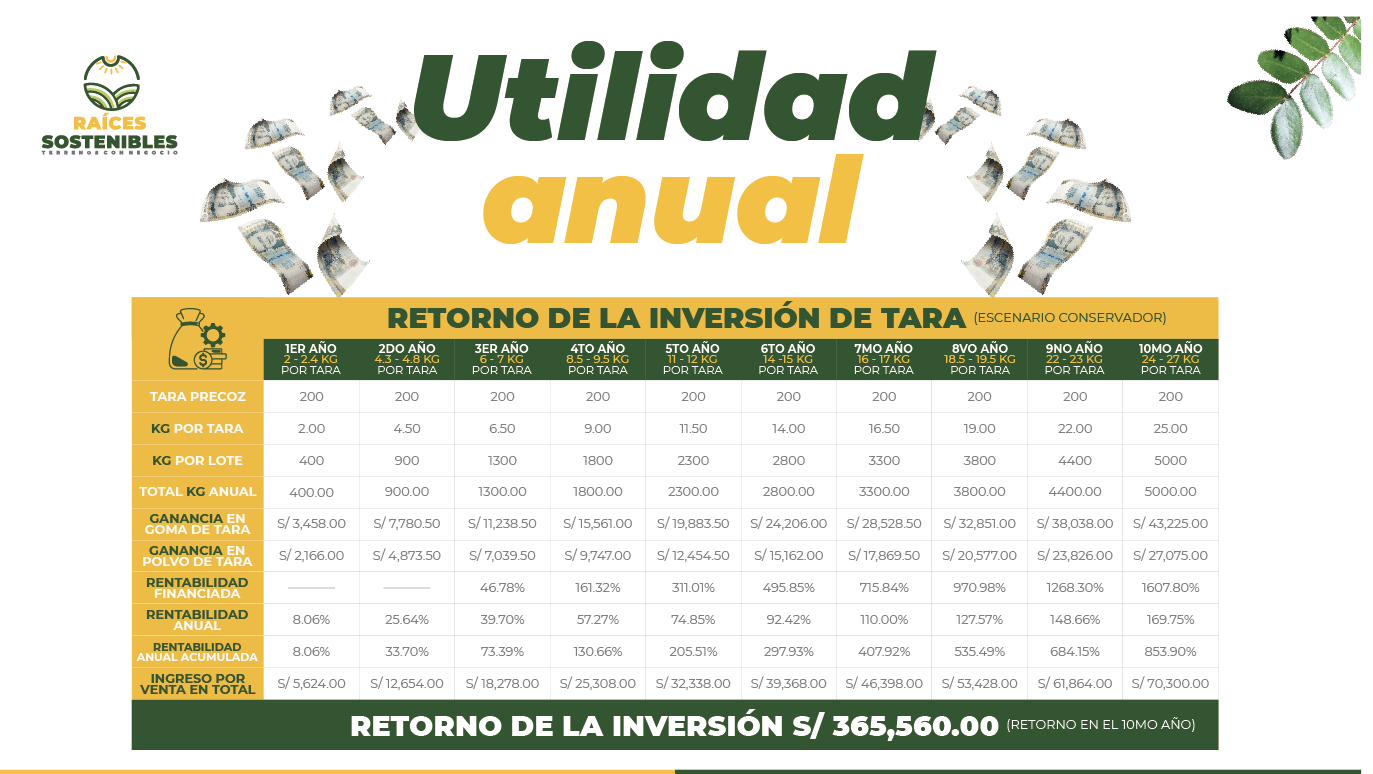 RAÍCES
SOSTENIBLES
TERRENOS CON NEGOCIO
Utilidad
anual
RETORNO DE LA INVERSIÓN DE TARA (ESCENARIO CONSERVADOR)
1ER AÑO 2DO AÑO 3ER AÑO 4TO AÑO 5TO AÑO 6TO AÑO 7MO AÑO 8VO AÑO 9NO AÑO 10MO AÑO
2 - 2.4 KG 4.3 - 4.8 KG 6 - 7 KG 8.5 - 9.5 KG 11 - 12 KG 14 -15 KG 16 - 17 KG 18.5 - 19.5 KG 22 - 23 KG 24 - 27 KG
POR TARA POR TARA POR TARA POR TARA POR TARA POR TARA POR TARA POR TARA POR TARA POR TARA
TARA PRECOZ 200 200 200 200 200 200 200 200 200 200
KG POR TARA 2.00 4.50 6.50 9.00 11.50 14.00 16.50 19.00 22.00 25.00
KG POR LOTE 400 900 1300 1800 2300 2800 3300 3800 4400 5000
TOTAL KG ANUAL 400.00 900.00 1300.00 1800.00 2300.00 2800.00 3300.00 3800.00 4400.00 5000.00
GANANCIA EN
GOMA DE TARA S/ 3,458.00 S/ 7,780.50 S/ 11,238.50 S/ 15,561.00 S/ 19,883.50 S/ 24,206.00 S/ 28,528.50 S/ 32,851.00 S/ 38,038.00 S/ 43,225.00
GANANCIA EN
POLVO DE TARA S/ 2,166.00 S/ 4,873.50 S/ 7,039.50 S/ 9,747.00 S/ 12,454.50 S/ 15,162.00 S/ 17,869.50 S/ 20,577.00 S/ 23,826.00 S/ 27,075.00
RENTABILIDAD
FINANCIADA 46.78% 161.32% 311.01% 495.85% 715.84% 970.98% 1268.30% 1607.80%
RENTABILIDAD
ANUAL 8.06% 25.64% 39.70% 57.27% 74.85% 92.42% 110.00% 127.57% 148.66% 169.75%
RENTABILIDAD
ANUAL ACUMULADA 8.06% 33.70% 73.39% 130.66% 205.51% 297.93% 407.92% 535.49% 684.15% 853.90%
INGRESO POR
VENTA EN TOTAL S/ 5,624.00 S/ 12,654.00 S/ 18,278.00 S/ 25,308.00 S/ 32,338.00 S/ 39,368.00 S/ 46,398.00 S/ 53,428.00 S/ 61,864.00 S/ 70,300.00
RETORNO DE LA INVERSIÓN S/ 365,560.00 (RETORNO EN EL 10MO AÑO)